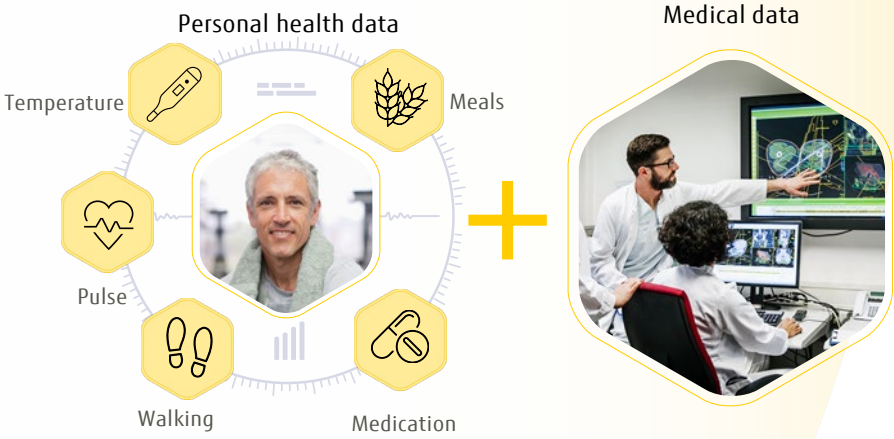 Personal health data
Medical data
Temperature
Meals
Pulse
Walking
Medication